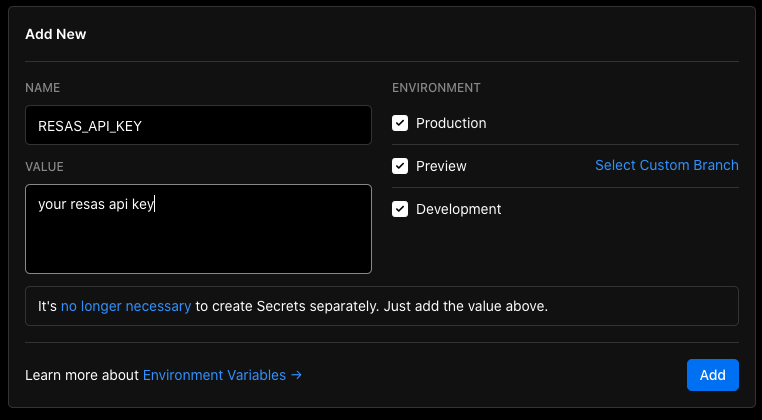 Add New
NAME
RESAS_API_KEY
VALUE
your resas api key
ENVIRONMENT
Production
Preview
Select Custom Branch
Development
It's no longer necessary to create Secrets separately. Just add the value above.
Learn more about Environment Variables →
Add